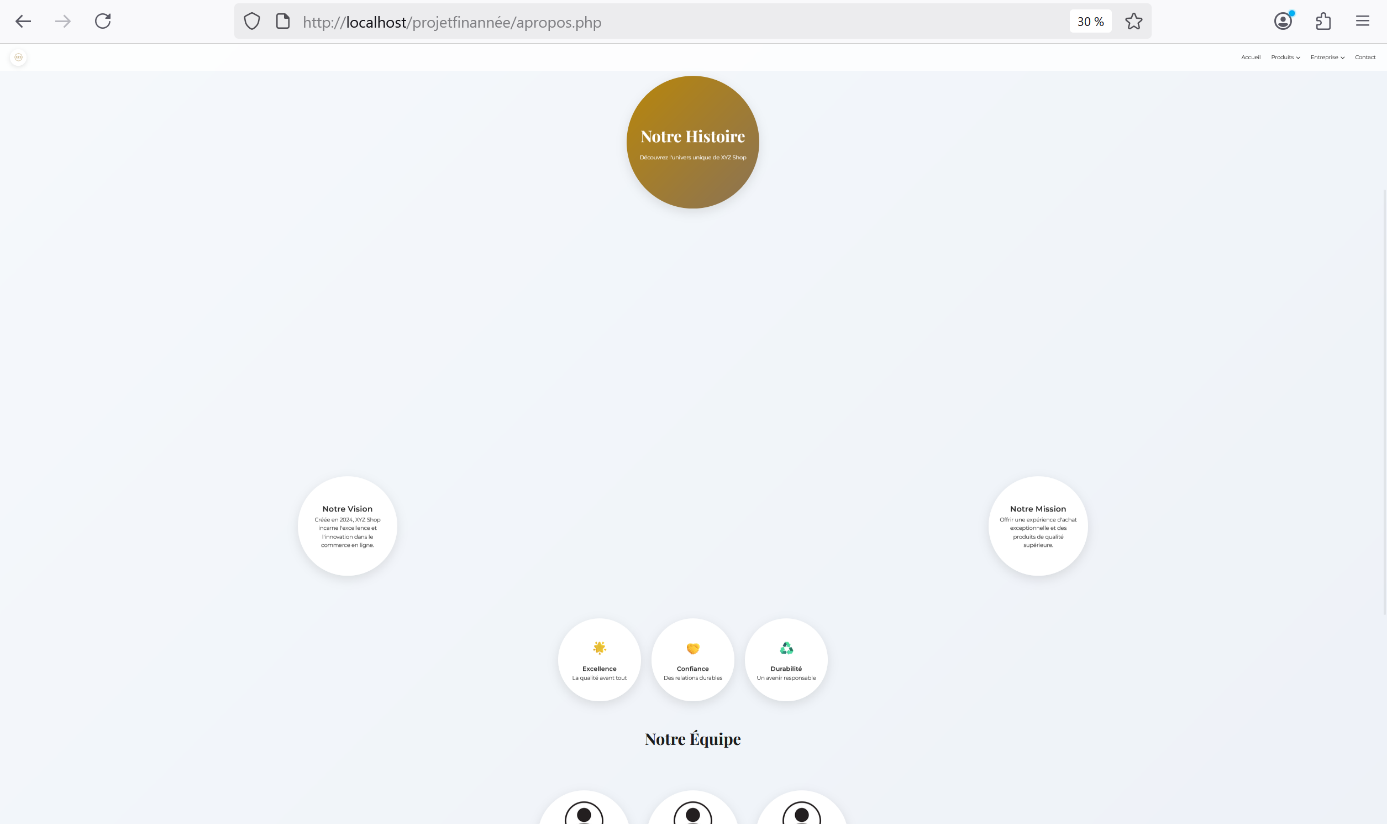 http://localhost/projetfinannée/apropos.php
30 %
Accueil
Produits
Entreprise
Contact
Notre Histoire
Découvrez l'univers unique de XYZ Shop
Notre Vision
Créée en 2024, XYZ Shop
incarne l'excellence et
l'innovation dans le
commerce en ligne.
Notre Mission
Offrir une expérience d'achat
exceptionnelle et des
produits de qualité
supérieure.
Excellence
La qualité avant tout
Confiance
Des relations durables
Durabilité
Un avenir responsable
Notre Équipe